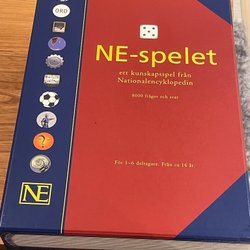 ORD
NE-spelet
ett kunskapsspel från
Nationalencyklopedin
8000 frågor och svar
För 1–6 deltagare. Från ca 14 år.
?
NE